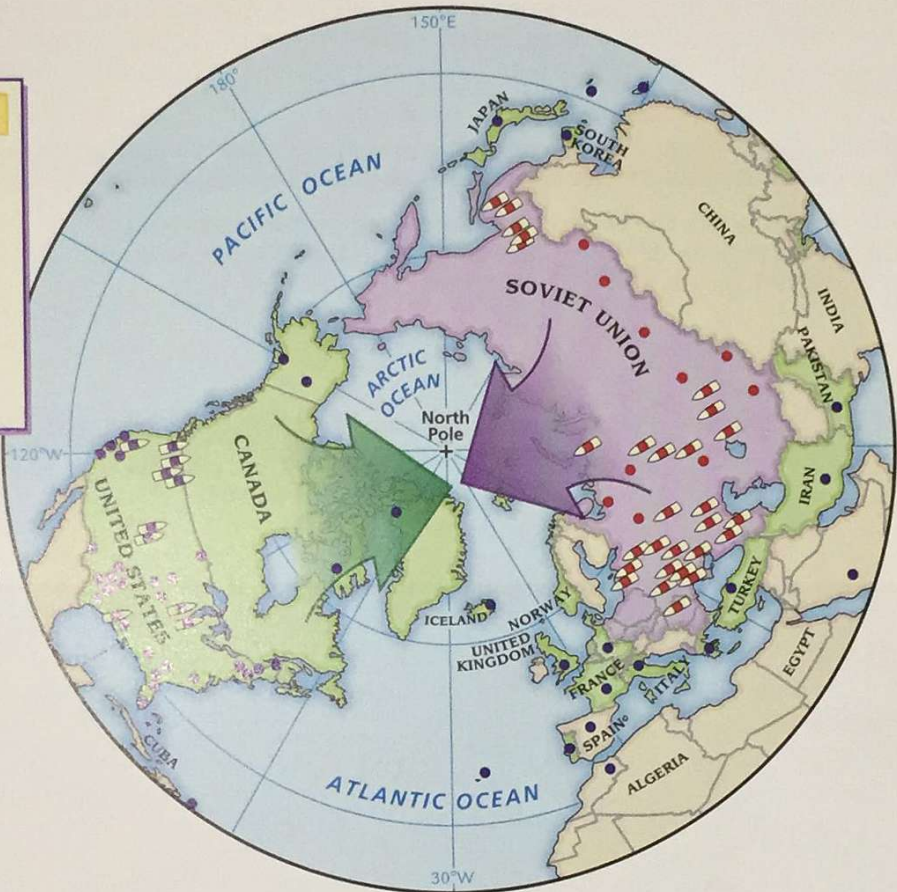 150°E
180°
JAPAN
SOUTH
KOREA
PACIFIC OCEAN
CHINA
SOVIET UNION
INDIA
PAKISTAN
ARCTIC
OCEAN
North
Pole
120°W
CANADA
IRAN
UNITED STATES
TURKEY
ICELAND
NORWAY
UNITED
KINGDOM
EGYPT
FRANCE
ITALY
SPAIN
CUBA
ALGERIA
ATLANTIC OCEAN
30°W